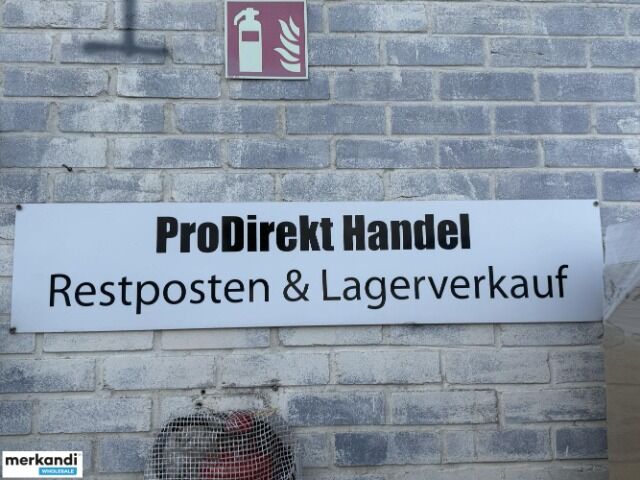 ProDirekt Handel
Restposten & Lagerverkauf
merkandi
WHOLESALE